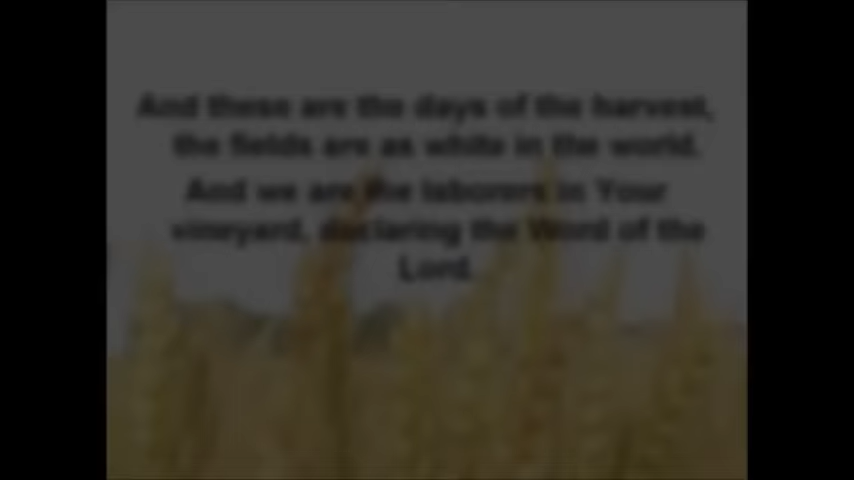 And these are the days of the harvest,
the fields are as white in the world.
And we are the laborers in Your
vineyard, declaring the Word of the
Lord.